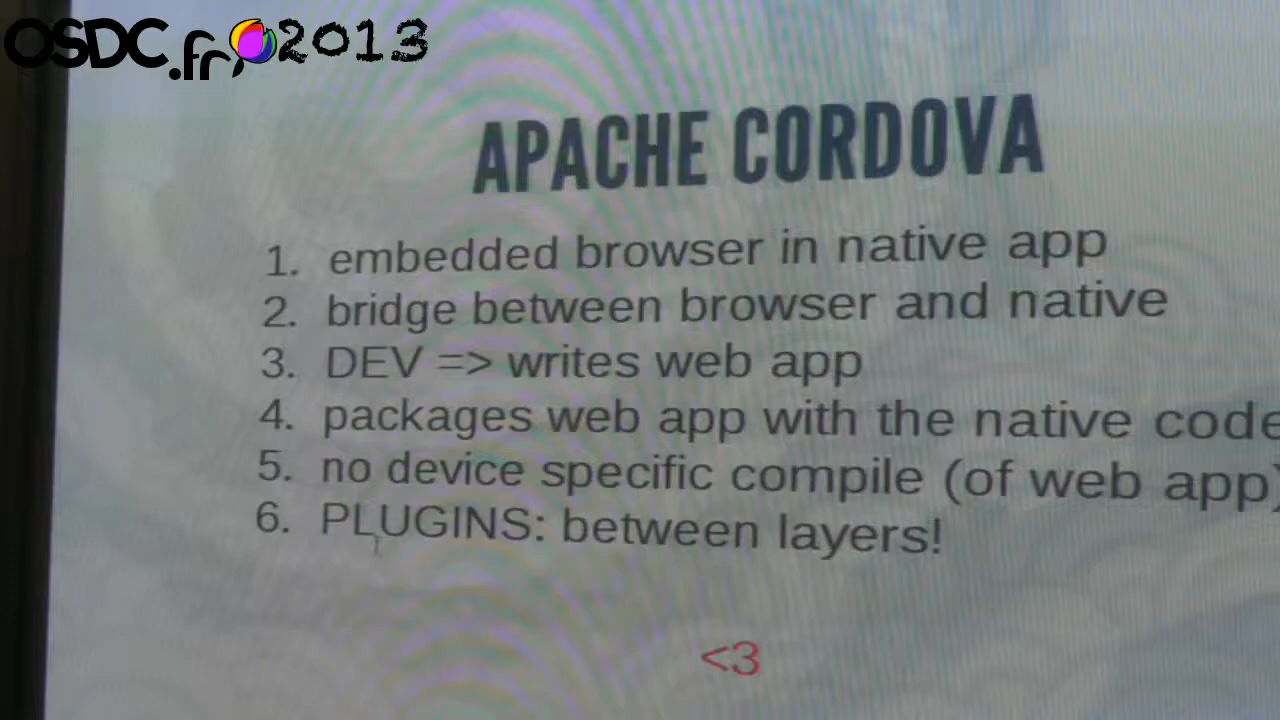 OSDC.fr 2013
APACHE CORDOVA
1. embedded browser in native app
2. bridge between browser and native
3. DEV => writes web app
4. packages web app with the native code
5. no device specific compile (of web app)
6. PLUGINS: between layers!
<3